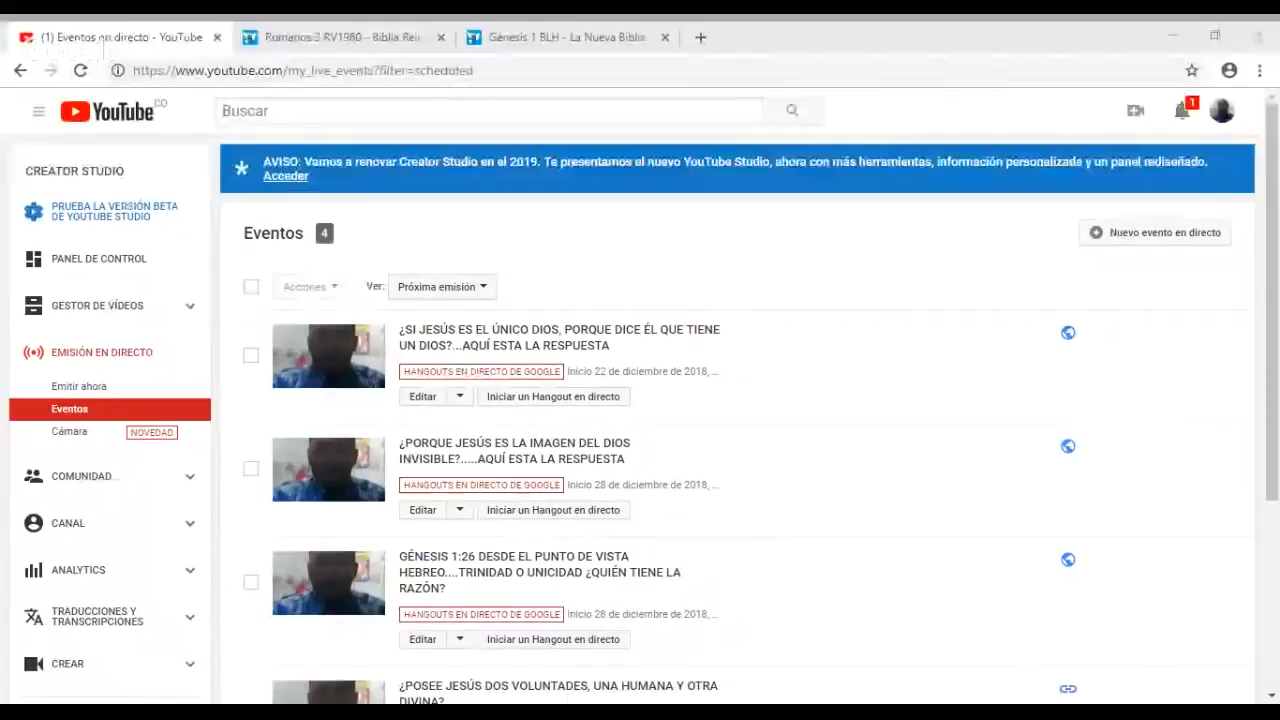 (1) Eventos en directo - YouTube
Romanos 3 RV1960 - Biblia Rein
Génesis 1 BLH - La Nueva Biblia
https://www.youtube.com/my_live_events?filter=scheduled
YouTube CO
Buscar
1
CREATOR STUDIO
PRUEBA LA VERSIÓN BETA
DE YOUTUBE STUDIO
PANEL DE CONTROL
GESTOR DE VÍDEOS
EMISIÓN EN DIRECTO
Emitir ahora
Eventos
Cámara NOVEDAD
COMUNIDAD
CANAL
ANALYTICS
TRADUCCIONES Y
TRANSCRIPCIONES
CREAR
AVISO: Vamos a renovar Creator Studio en el 2019. Te presentamos el nuevo YouTube Studio, ahora con más herramientas, información personalizada y un panel rediseñado.
Acceder
Eventos 4
Nuevo evento en directo
Acciones Ver: Próxima emisión
¿SI JESÚS ES EL ÚNICO DIOS, PORQUE DICE ÉL QUE TIENE
UN DIOS?...AQUÍ ESTA LA RESPUESTA
HANGOUTS EN DIRECTO DE GOOGLE Inicio 22 de diciembre de 2018, ...
Editar Iniciar un Hangout en directo
¿PORQUE JESÚS ES LA IMAGEN DEL DIOS
INVISIBLE?.....AQUÍ ESTA LA RESPUESTA
HANGOUTS EN DIRECTO DE GOOGLE Inicio 28 de diciembre de 2018, ...
Editar Iniciar un Hangout en directo
GÉNESIS 1:26 DESDE EL PUNTO DE VISTA
HEBREO....TRINIDAD O UNICIDAD ¿QUIÉN TIENE LA
RAZÓN?
HANGOUTS EN DIRECTO DE GOOGLE Inicio 28 de diciembre de 2018, ...
Editar Iniciar un Hangout en directo
¿POSEE JESÚS DOS VOLUNTADES, UNA HUMANA Y OTRA
DIVINA?